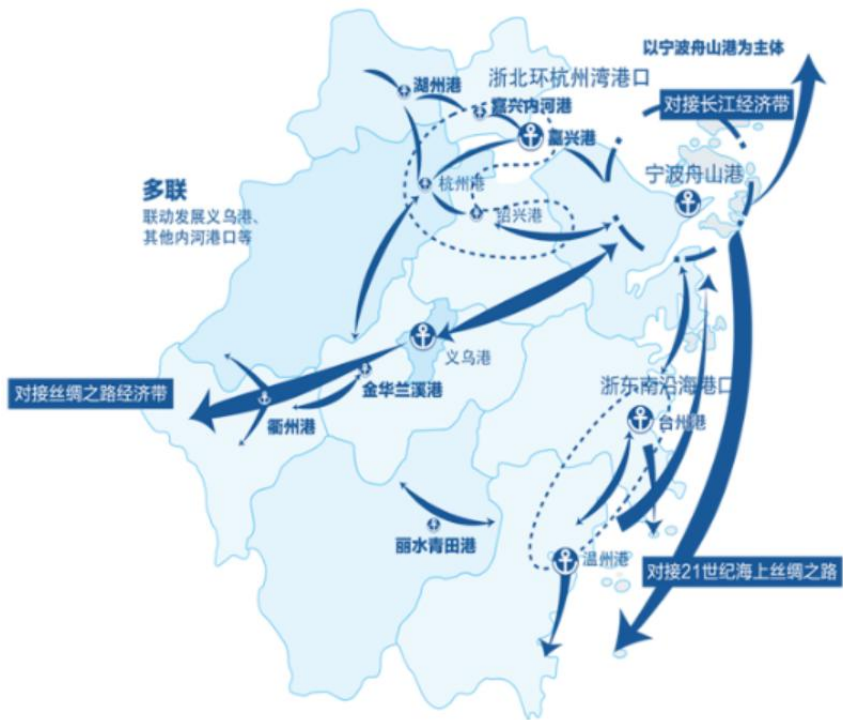 以宁波舟山港为主体
浙北环杭州湾港口
湖州港
对接长江经济带
嘉兴内河港
嘉兴港
宁波舟山港
杭州港
多联
联动发展义乌港、
其他内河港口等
绍兴港
义乌港
对接丝绸之路经济带
金华兰溪港
浙东南沿海港口
衢州港
台州港
丽水青田港
温州港
对接21世纪海上丝绸之路